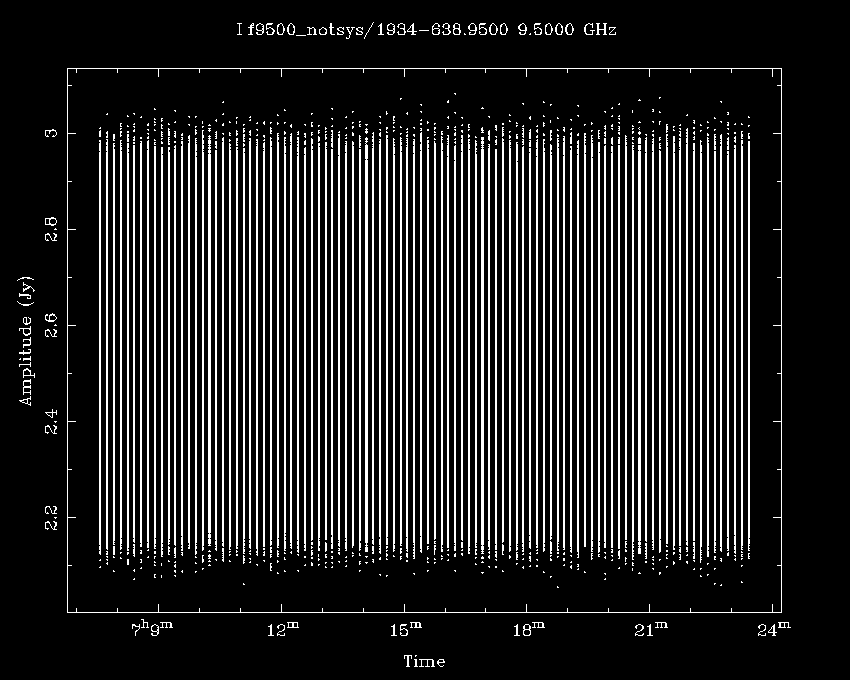 I f9500_notsys/1934−638.9500 9.5000 GHz
Amplitude (Jy)
3
2.8
2.6
2.4
2.2
7h9m 12m 15m 18m 21m 24m
Time